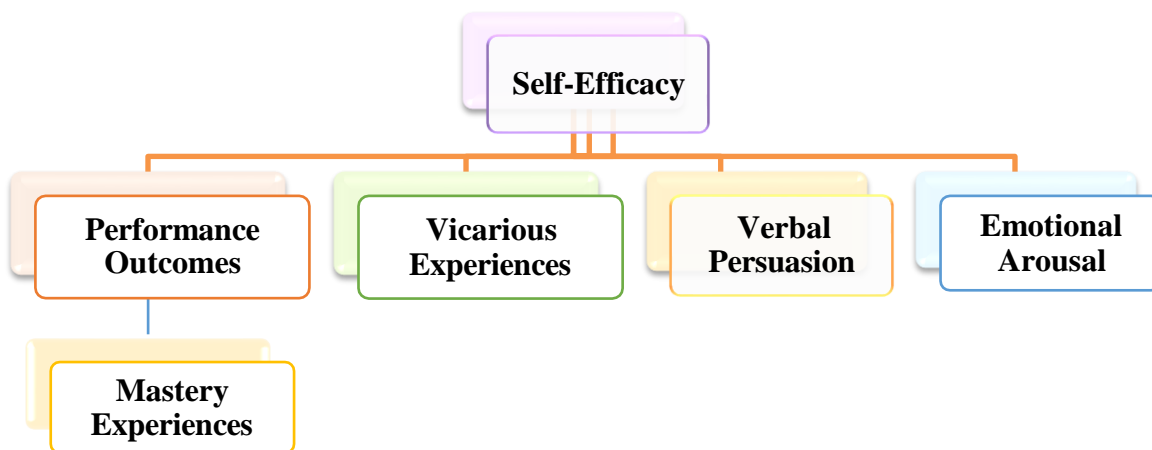 Self-Efficacy
Performance
Outcomes
Vicarious
Experiences
Verbal
Persuasion
Emotional
Arousal
Mastery
Experiences